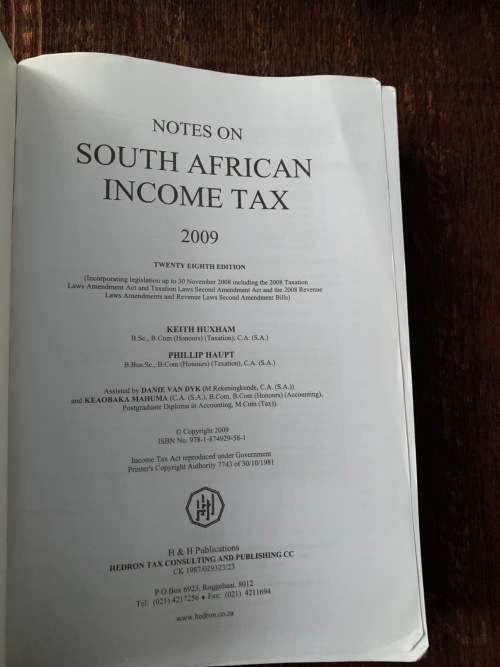 NOTES ON
SOUTH AFRICAN
INCOME TAX
2009
TWENTY EIGHTH EDITION
(Incorporating legislation up to 30 November 2008 including the 2008 Taxation
Laws Amendment Act and Taxation Laws Second Amendment Act and the 2008 Revenue
Laws Amendments and Revenue Laws Second Amendment Bills)
KEITH HUXHAM
B.Sc., B.Com (Honours) (Taxation), C.A. (S.A.)
PHILLIP HAUPT
B.Bus.Sc., B.Com (Honours) (Taxation), C.A. (S.A.)
Assisted by DANIE VAN DYK (M.Rekeningkunde, C.A. (S.A.))
and KEAOBAKA MAHUMA (C.A. (S.A.), B.Com, B.Com (Honours) (Accounting),
Postgraduate Diploma in Accounting, M.Com (Tax)).
© Copyright 2009
ISBN No. 978-1-874929-56-1
Income Tax Act reproduced under Government
Printer's Copyright Authority 7743 of 30/10/1981
H & H Publications
HEDRON TAX CONSULTING AND PUBLISHING CC
CK 1987/029323/23
P O Box 6923, Roggebaai, 8012
Tel: (021) 4217256 ♦ Fax: (021) 4211694
www.hedron.co.za